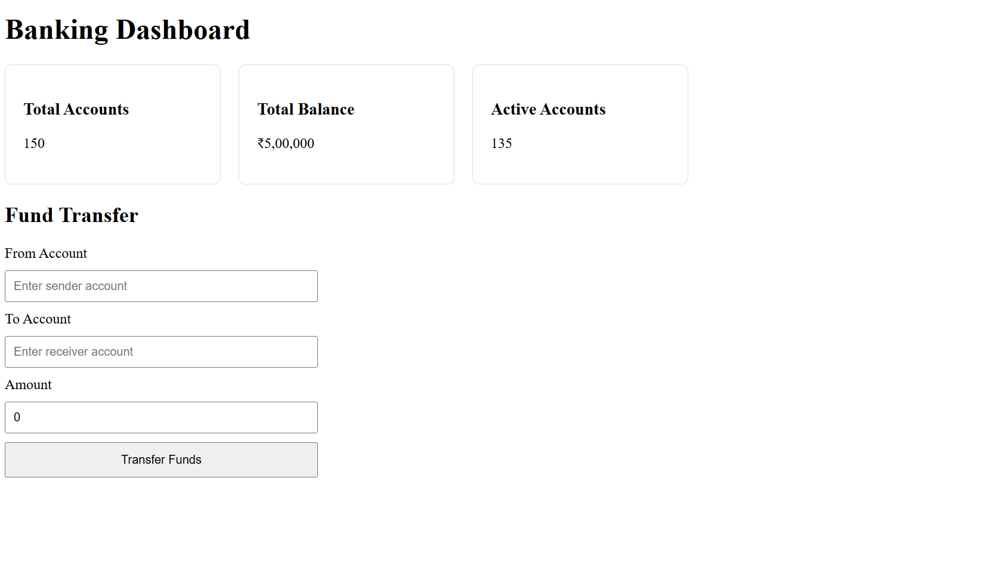 Banking Dashboard
Total Accounts
150
Total Balance
₹5,00,000
Active Accounts
135
Fund Transfer
From Account
Enter sender account
To Account
Enter receiver account
Amount
0
Transfer Funds